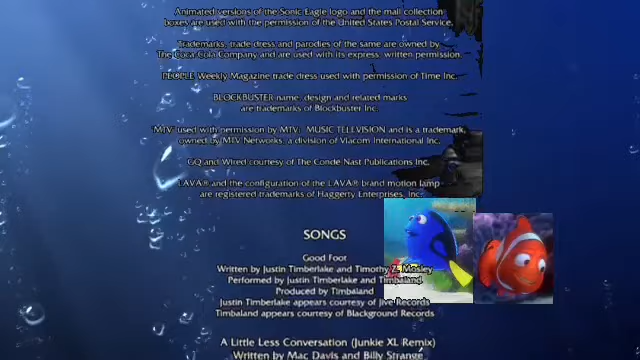 Animated versions of the Sonic Eagle logo and the mail collection
boxes are used with the permission of the United States Postal Service.
Trademarks, trade dress and parodies of the same are owned by
The Coca-Cola Company and are used with its express, written permission.
PEOPLE Weekly Magazine trade dress used with permission of Time Inc.
BLOCKBUSTER name, design and related marks
are trademarks of Blockbuster Inc.
"MTV" used with permission by MTV: MUSIC TELEVISION and is a trademark,
owned by MTV Networks, a division of Viacom International Inc.
GQ and Wired courtesy of The Condé Nast Publications Inc.
LAVA® and the configuration of the LAVA® brand motion lamp
are registered trademarks of Haggerty Enterprises, Inc.
SONGS
Good Foot
Written by Justin Timberlake and Timothy Z. Mosley
Performed by Justin Timberlake and Timbaland
Produced by Timbaland
Justin Timberlake appears courtesy of Jive Records
Timbaland appears courtesy of Blackground Records
A Little Less Conversation (Junkie XL Remix)
Written by Mac Davis and Billy Strange